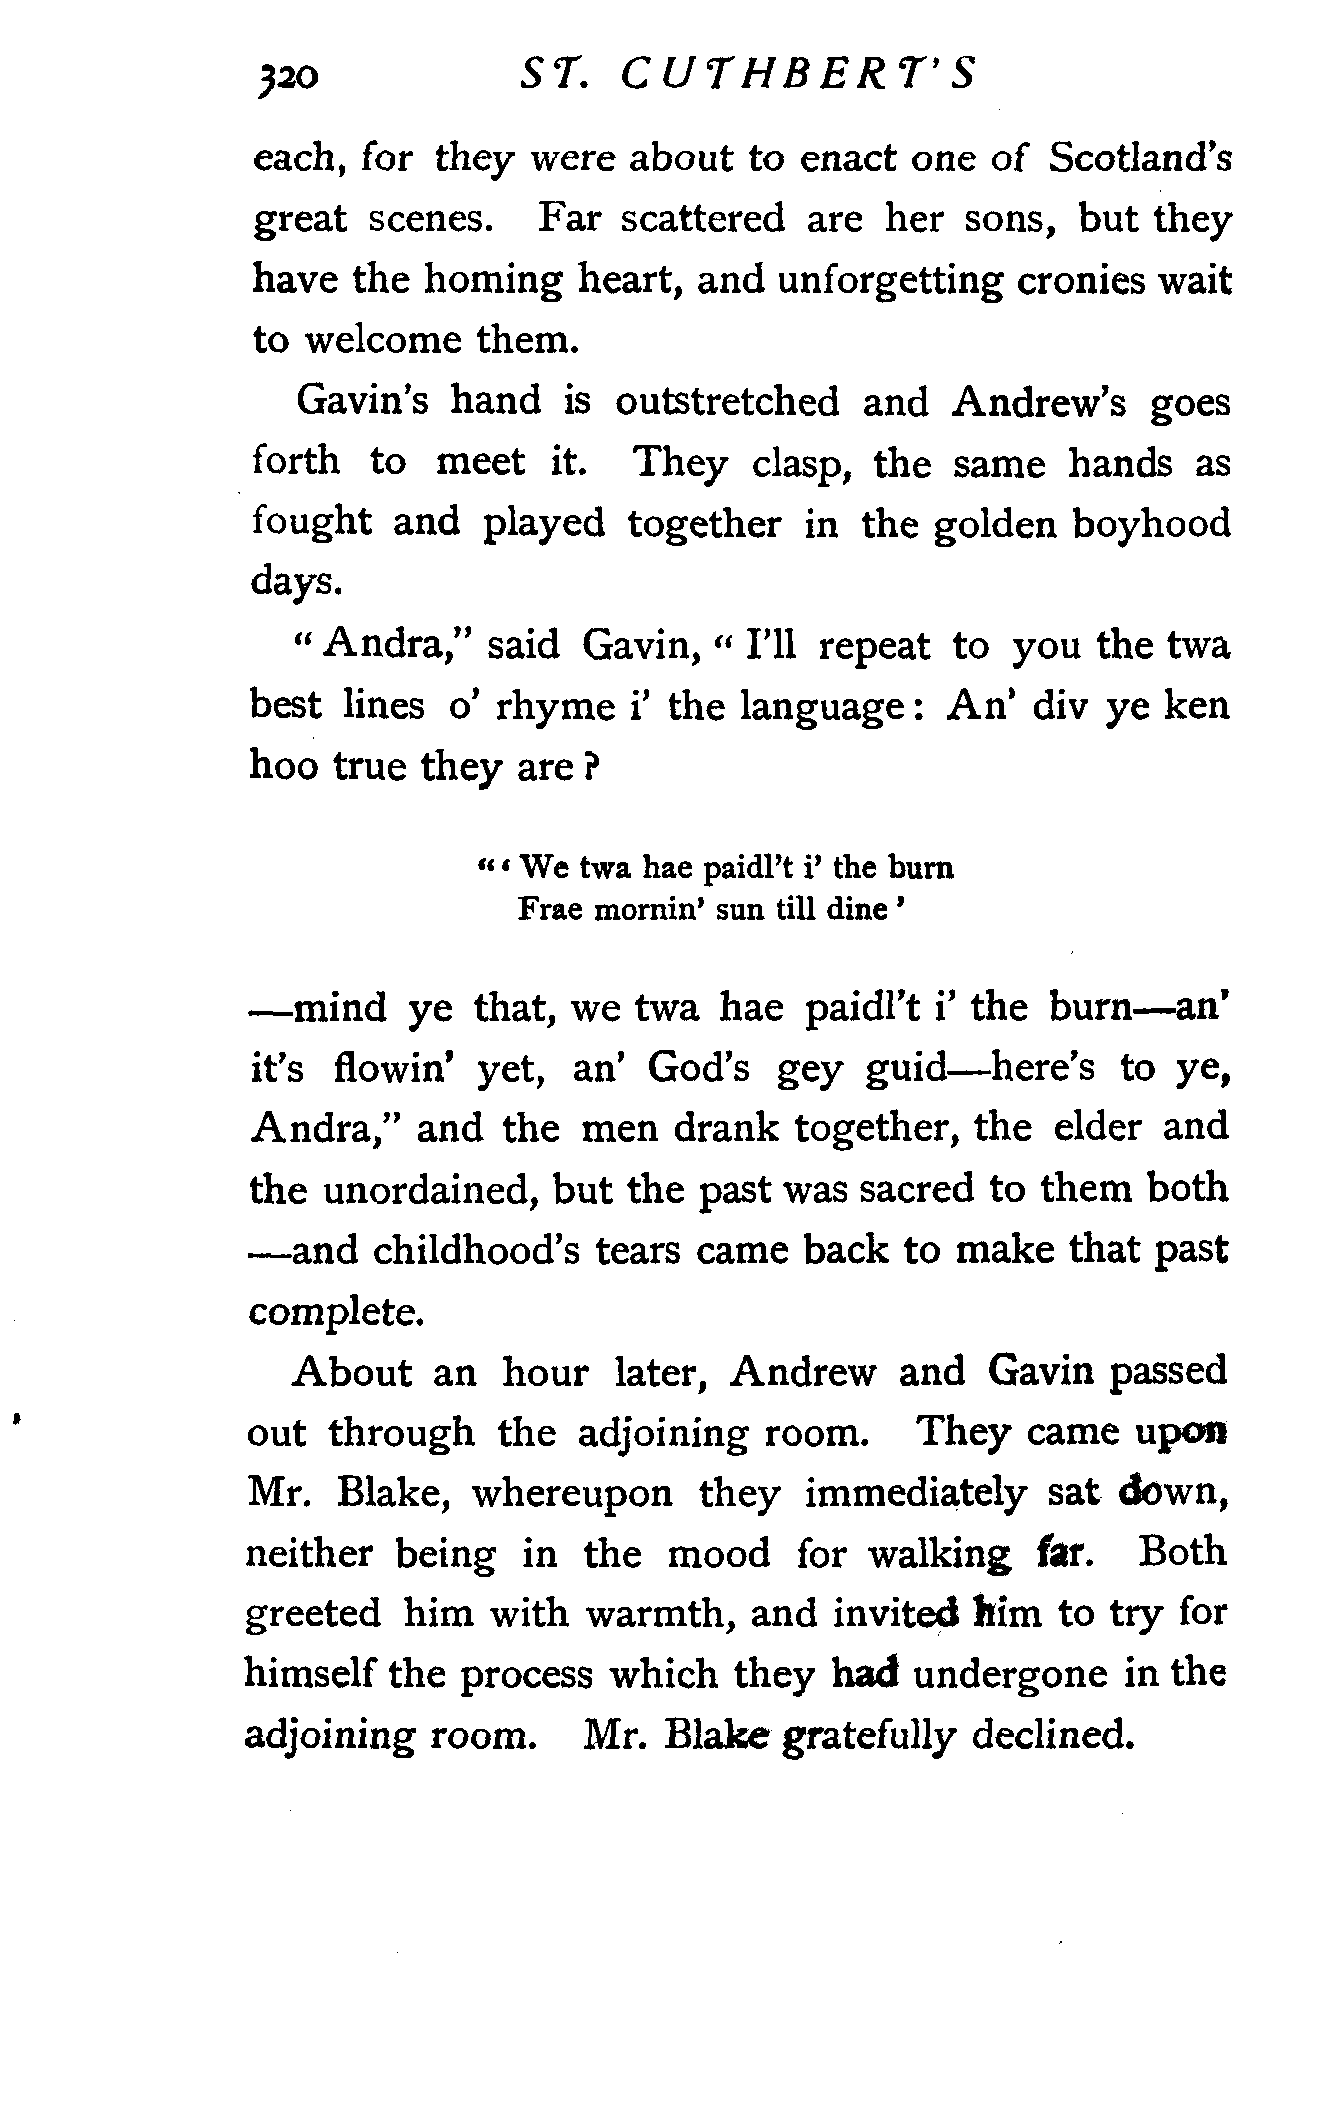 320 ST. CUTHBERT'S
each, for they were about to enact one of Scotland's
great scenes. Far scattered are her sons, but they
have the homing heart, and unforgetting cronies wait
to welcome them.
Gavin's hand is outstretched and Andrew's goes
forth to meet it. They clasp, the same hands as
fought and played together in the golden boyhood
days.
“ Andra,” said Gavin, “ I'll repeat to you the twa
best lines o' rhyme i' the language : An' div ye ken
hoo true they are ?
“ ‘ We twa hae paidl't i' the burn
Frae mornin' sun till dine ’
—mind ye that, we twa hae paidl't i' the burn—an'
it's flowin' yet, an' God's gey guid—here's to ye,
Andra,” and the men drank together, the elder and
the unordained, but the past was sacred to them both
—and childhood's tears came back to make that past
complete.
About an hour later, Andrew and Gavin passed
out through the adjoining room. They came upon
Mr. Blake, whereupon they immediately sat down,
neither being in the mood for walking far. Both
greeted him with warmth, and invited him to try for
himself the process which they had undergone in the
adjoining room. Mr. Blake gratefully declined.